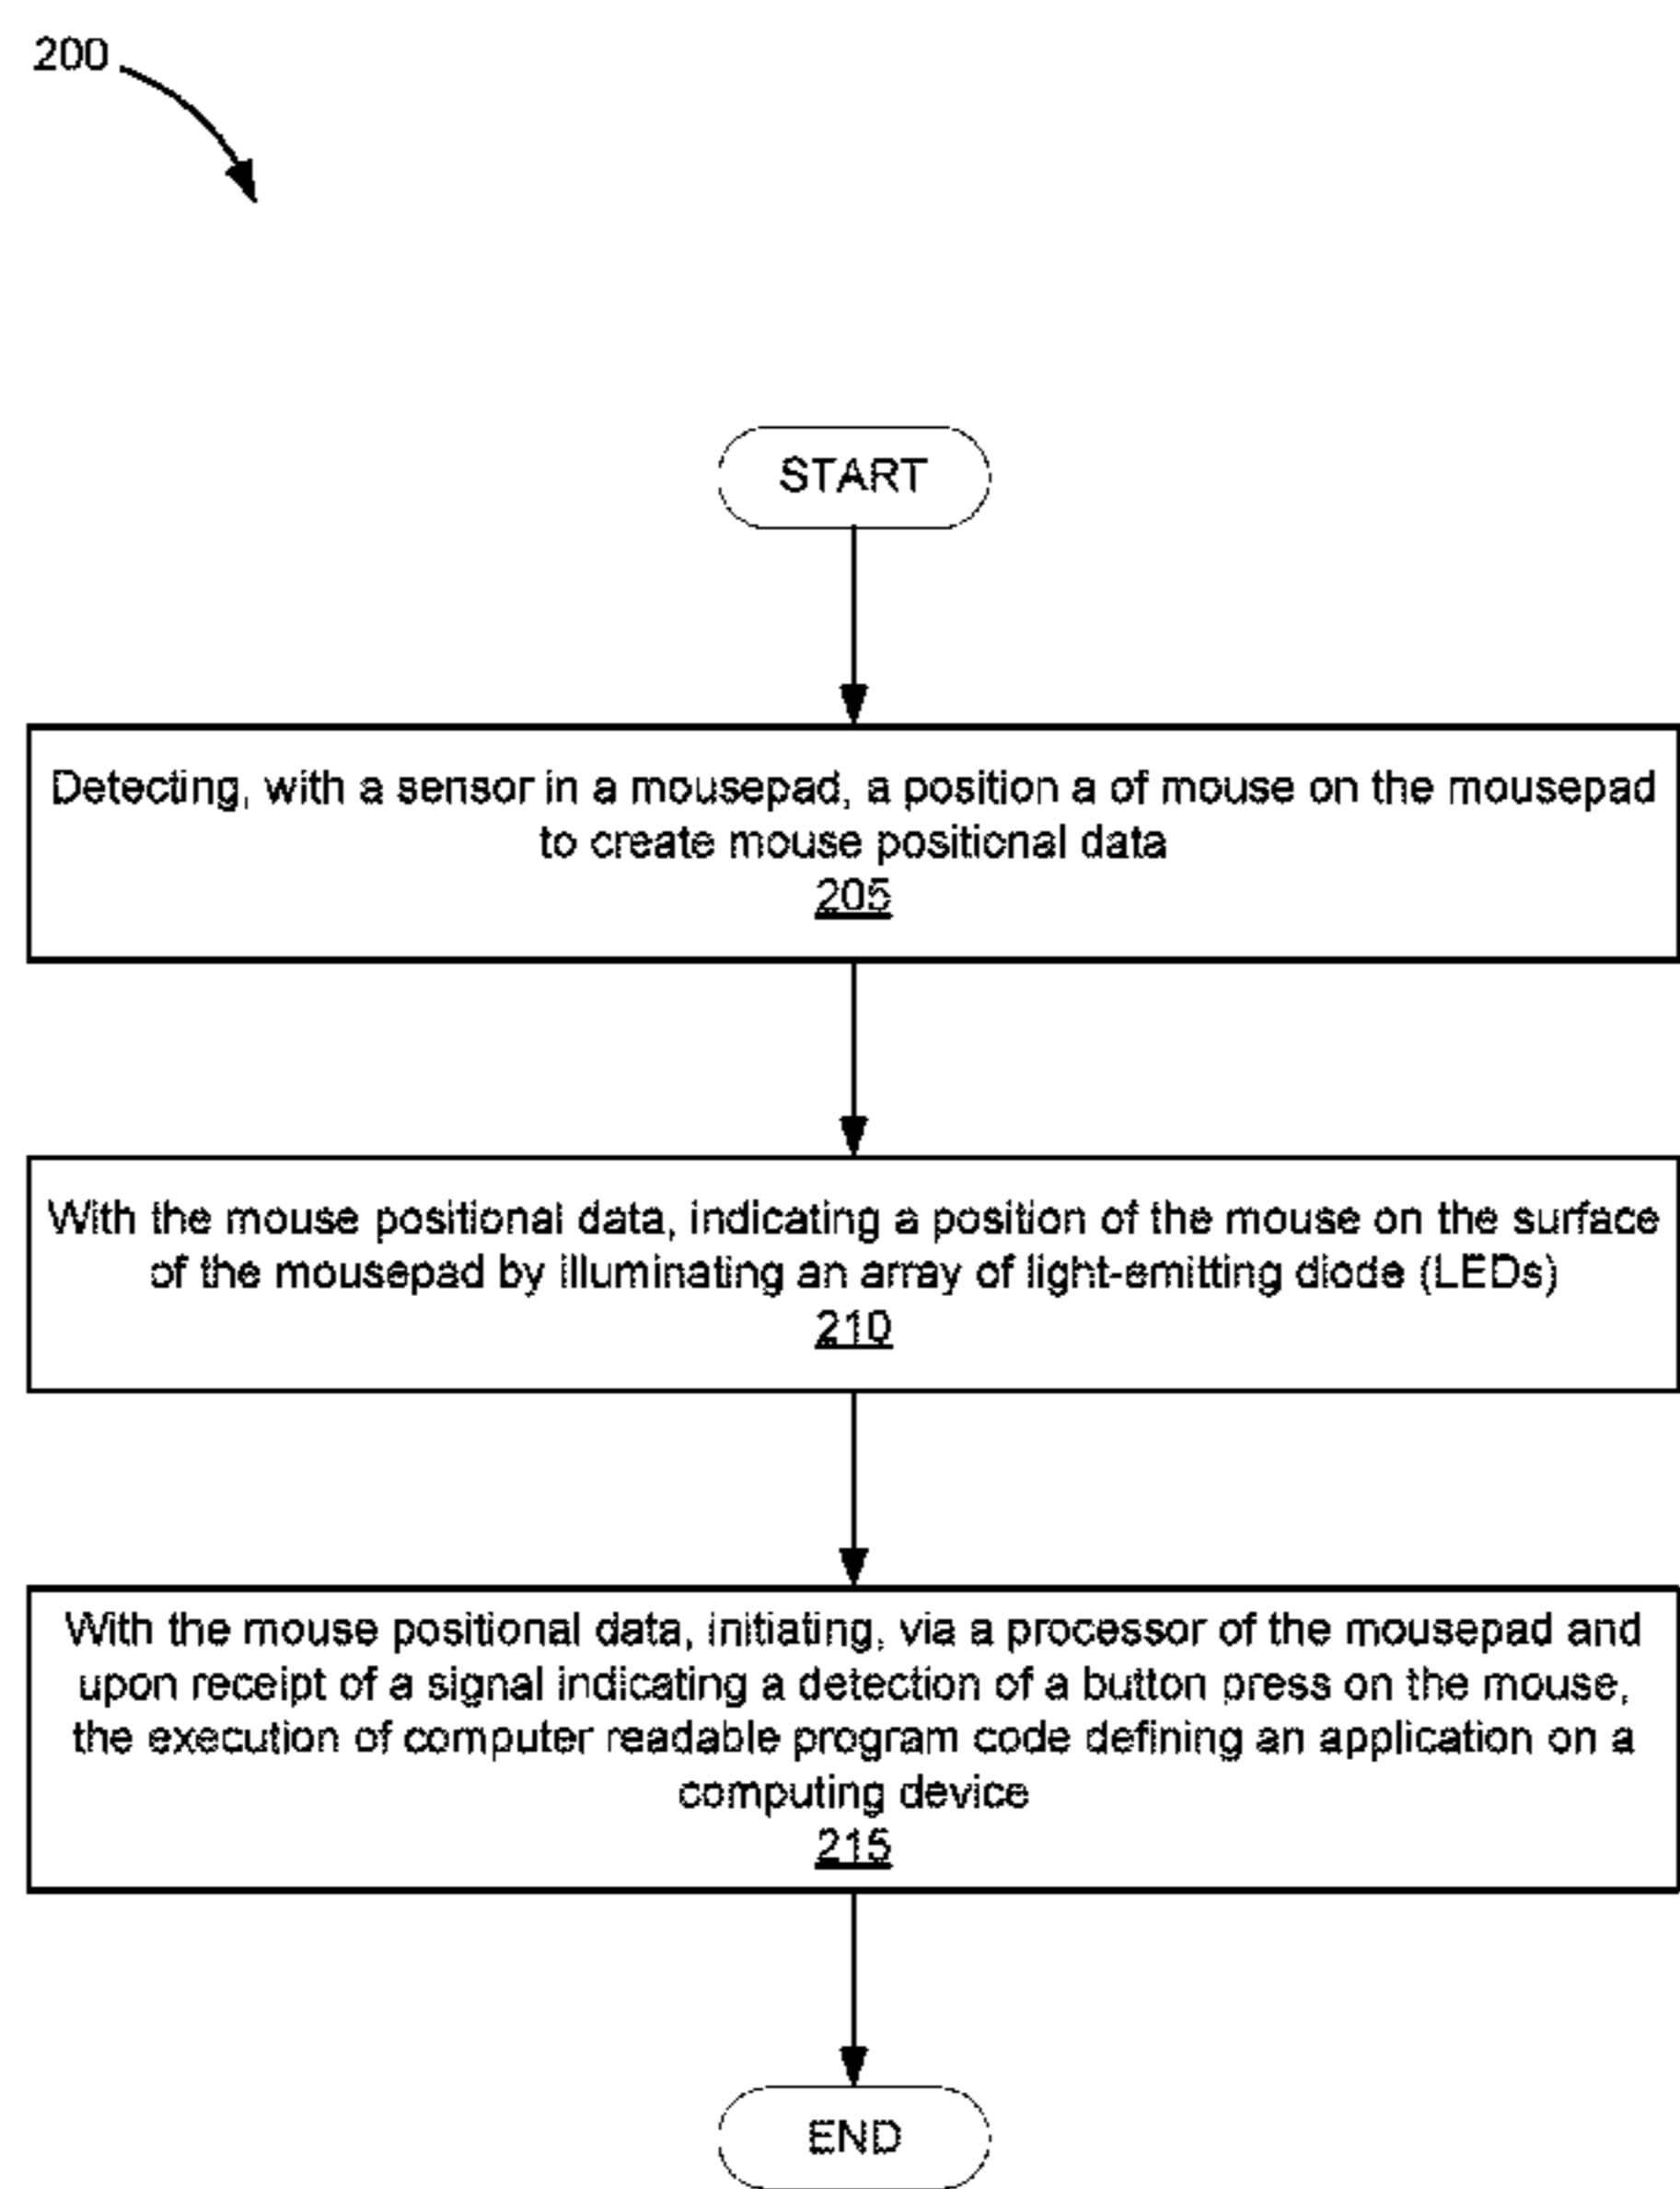 200
START
Detecting, with a sensor in a mousepad, a position a of mouse on the mousepad
to create mouse positional data
205
With the mouse positional data, indicating a position of the mouse on the surface
of the mousepad by illuminating an array of light-emitting diode (LEDs)
210
With the mouse positional data, initiating, via a processor of the mousepad and
upon receipt of a signal indicating a detection of a button press on the mouse,
the execution of computer readable program code defining an application on a
computing device
215
END